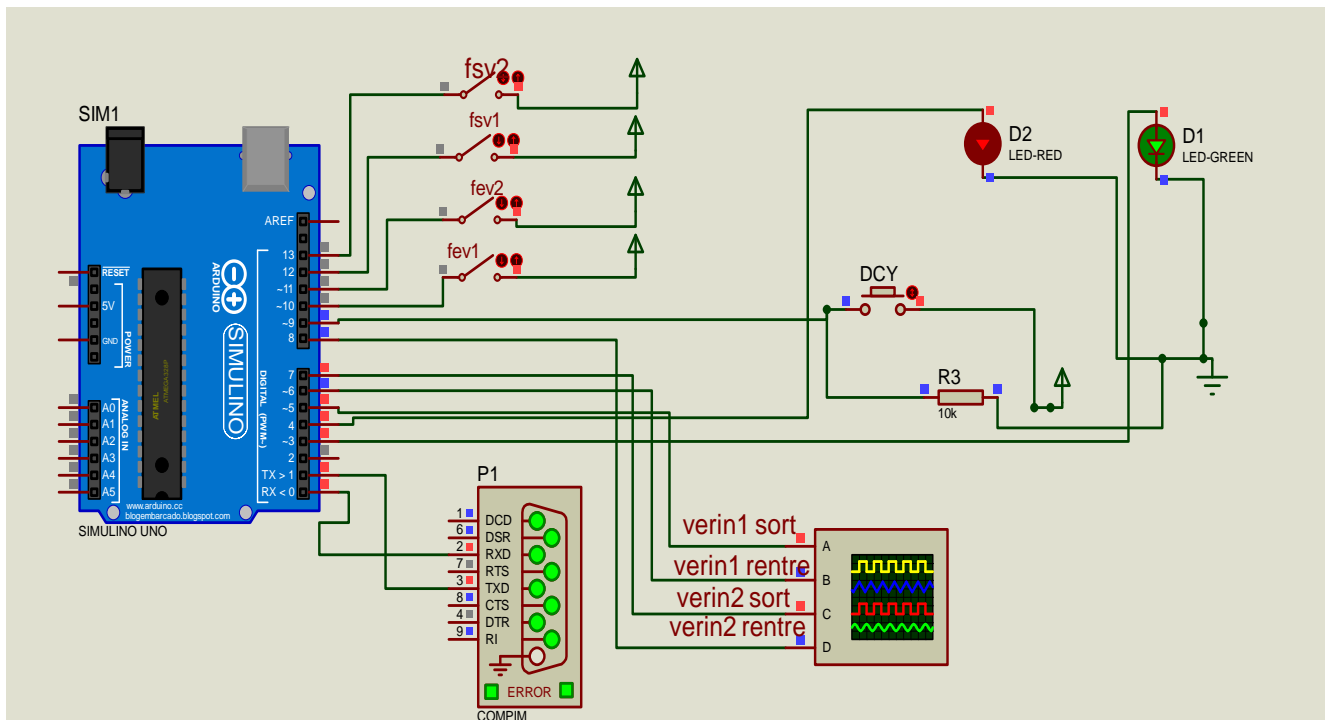 fsv2
SIM1
fsv1
D2
LED-RED
D1
LED-GREEN
fev2
AREF
fev1
13
12
~11
~10
~9
8
RESET
5V
GND
POWER
ARDUINO
SIMULINO
DCY
R3
10k
DIGITAL (PWM~)
7
~6
~5
4
~3
2
TX > 1
RX < 0
ATMEL
ATMEGA328P
ANALOG IN
A0
A1
A2
A3
A4
A5
www.arduino.cc
blogembarcado.blogspot.com
SIMULINO UNO
P1
1 DCD
6 DSR
2 RXD
7 RTS
3 TXD
8 CTS
4 DTR
9 RI
ERROR
COMPIM
verin1 sort A
verin1 rentre B
verin2 sort C
verin2 rentre D